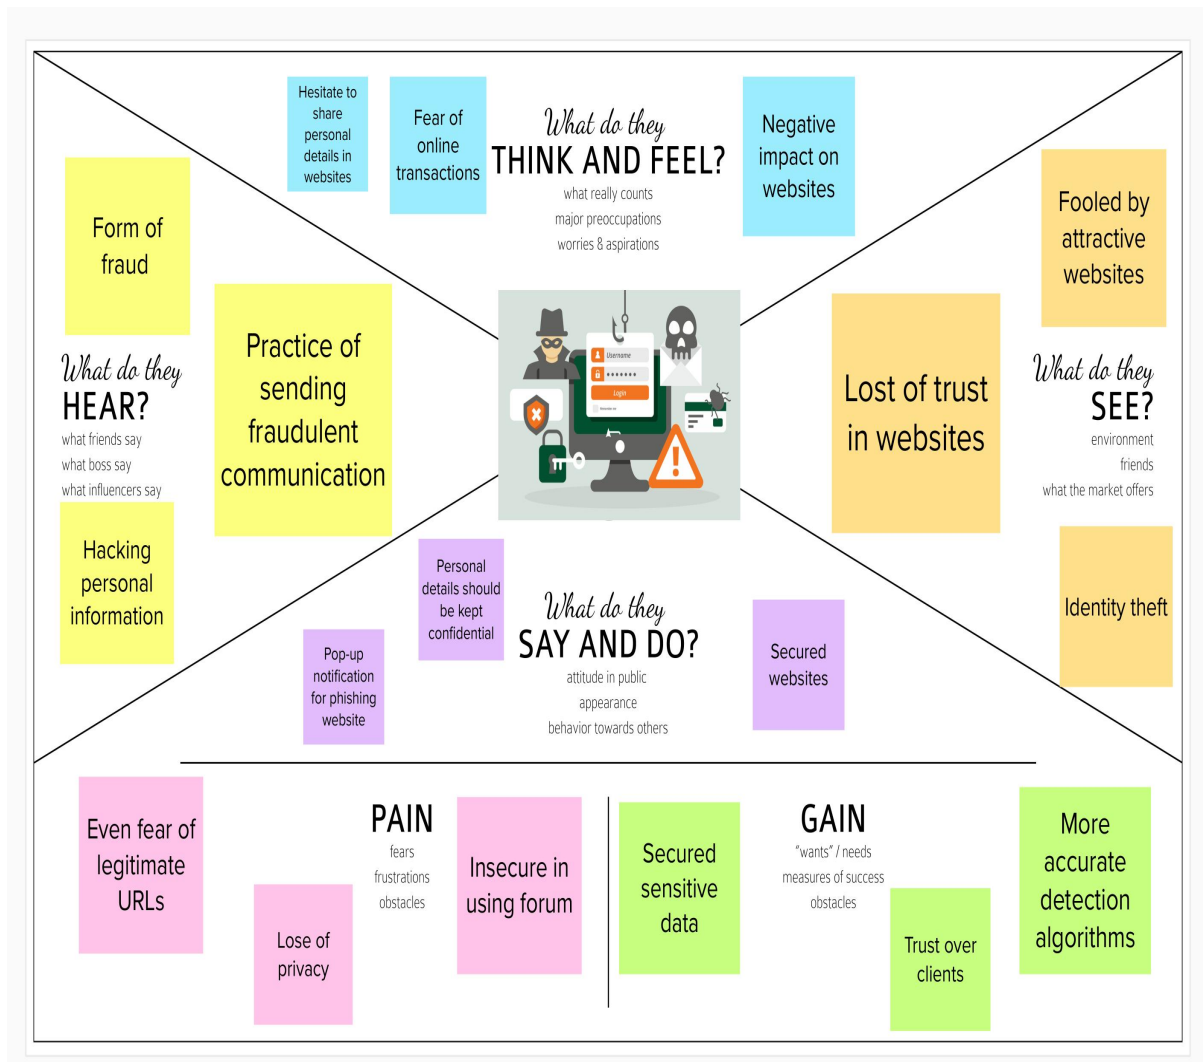 Hesitate to
share
personal
details in
websites
Fear of
online
transactions
What do they
THINK AND FEEL?
what really counts
major preoccupations
worries & aspirations
Negative
impact on
websites
Form of
fraud
Practice of
sending
fraudulent
communication
What do they
HEAR?
what friends say
what boss say
what influencers say
Hacking
personal
information
Username
Login
Remember me
Fooled by
attractive
websites
Lost of trust
in websites
What do they
SEE?
environment
friends
what the market offers
Identity theft
Personal
details should
be kept
confidential
Pop-up
notification
for phishing
website
What do they
SAY AND DO?
attitude in public
appearance
behavior towards others
Secured
websites
Even fear of
legitimate
URLs
Lose of
privacy
PAIN
fears
frustrations
obstacles
Insecure in
using forum
Secured
sensitive
data
GAIN
"wants" / needs
measures of success
obstacles
Trust over
clients
More
accurate
detection
algorithms